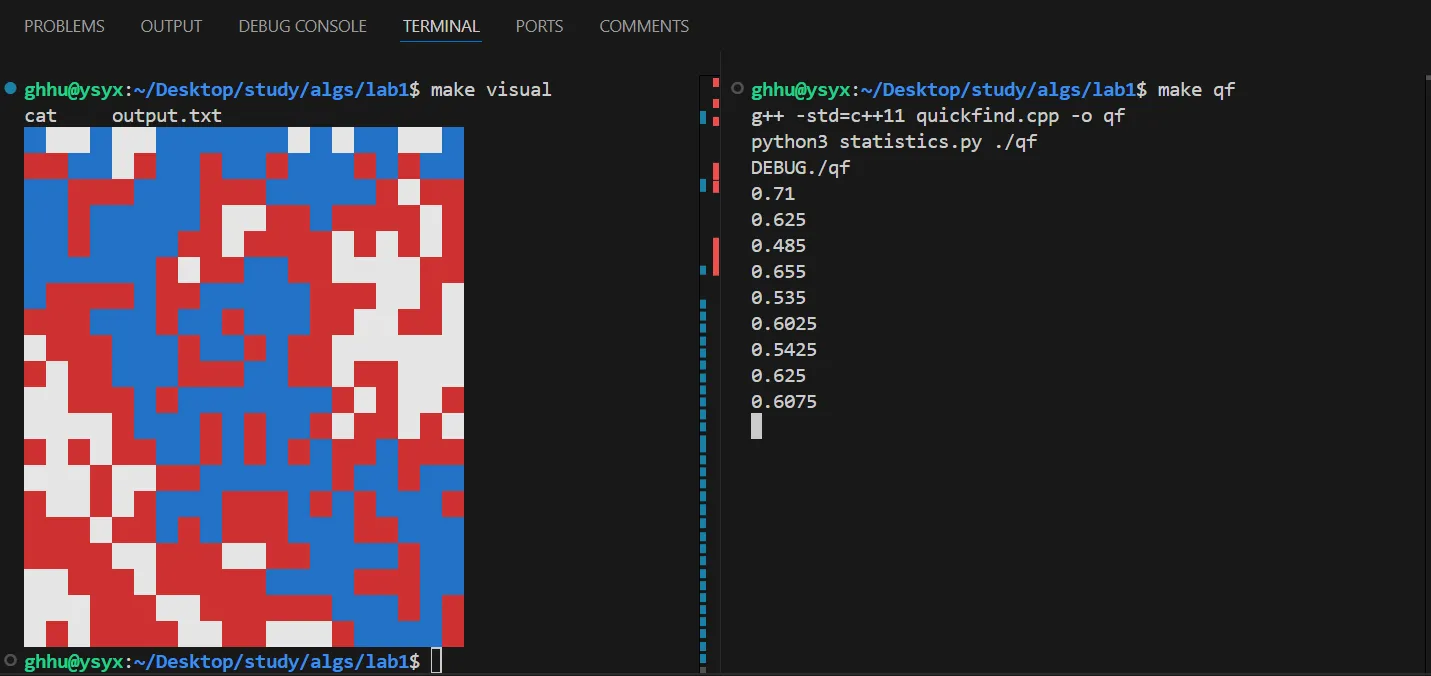 PROBLEMS OUTPUT DEBUG CONSOLE TERMINAL PORTS COMMENTS
ghhu@ysyx:~/Desktop/study/algs/lab1$ make visual
cat     output.txt
ghhu@ysyx:~/Desktop/study/algs/lab1$
ghhu@ysyx:~/Desktop/study/algs/lab1$ make qf
g++ -std=c++11 quickfind.cpp -o qf
python3 statistics.py ./qf
DEBUG./qf
0.71
0.625
0.485
0.655
0.535
0.6025
0.5425
0.625
0.6075